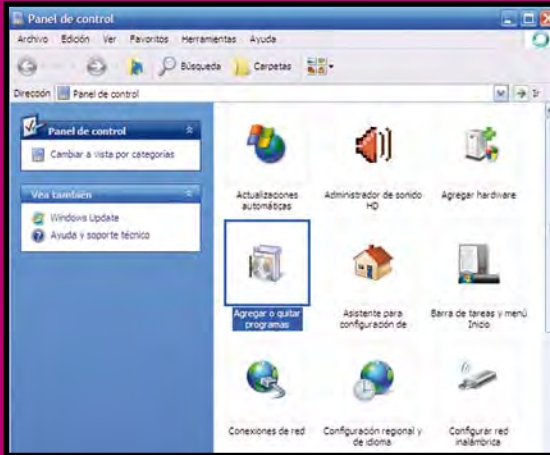 Panel de control
Archivo Edición Ver Favoritos Herramientas Ayuda
Búsqueda Carpetas
Dirección Panel de control Ir
Panel de control
Cambiar a vista por categorías
Vea también
Windows Update
Ayuda y soporte técnico
Actualizaciones
automáticas
Administrador de sonido
HD
Agregar hardware
Agregar o quitar
programas
Asistente para
configuración de
Barra de tareas y menú
Inicio
Conexiones de red
Configuración regional y
de idioma
Configurar red
inalámbrica